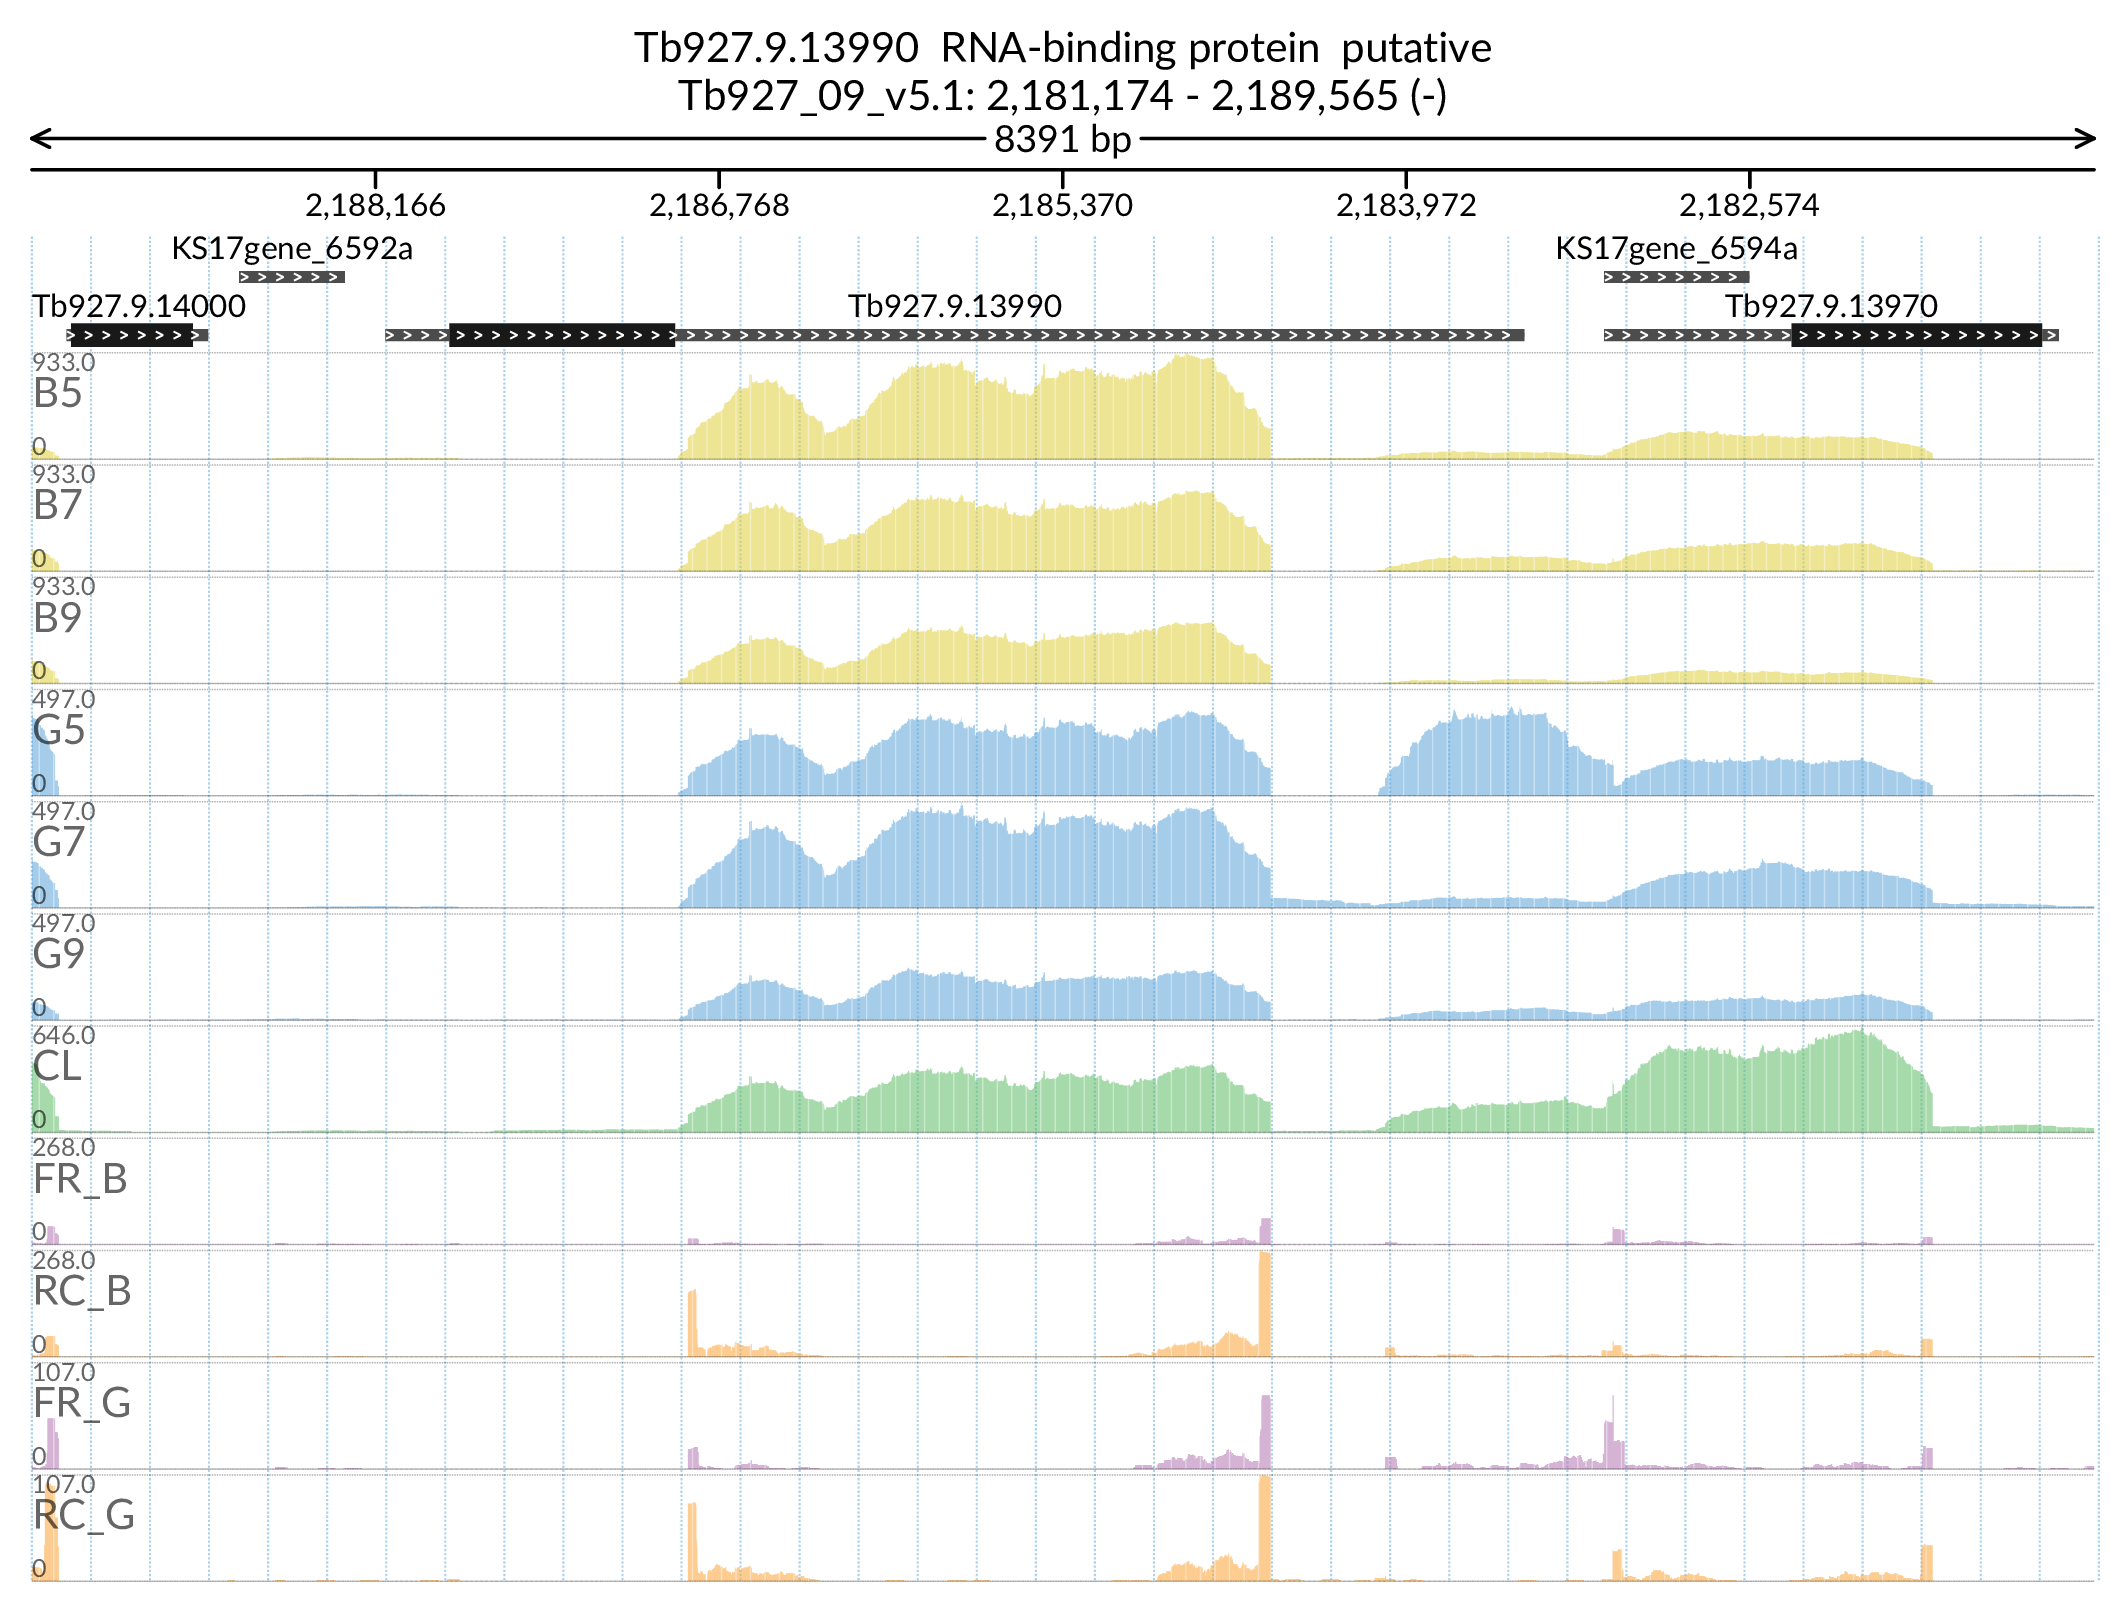 Tb927.9.13990  RNA-binding protein  putative
Tb927_09_v5.1: 2,181,174 - 2,189,565 (-)
8391 bp
2,188,166 2,186,768 2,185,370 2,183,972 2,182,574
KS17gene_6592a KS17gene_6594a
Tb927.9.14000 Tb927.9.13990 Tb927.9.13970
933.0
B5
0
933.0
B7
0
933.0
B9
0
497.0
G5
0
497.0
G7
0
497.0
G9
0
646.0
CL
0
268.0
FR_B
0
268.0
RC_B
0
107.0
FR_G
0
107.0
RC_G
0